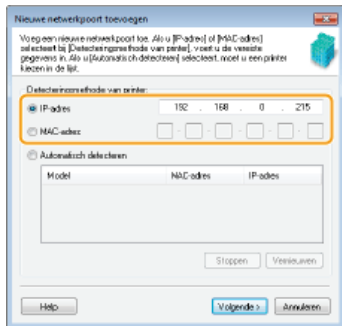 Nieuwe netwerkpoort toevoegen
Voeg een nieuwe netwerkpoort toe. Als u [IP-adres] of [MAC-adres]
selecteert bij [Detecteringsmethode van printer], voert u de vereiste
gegevens in. Als u [Automatisch detecteren] selecteert, moet u een printer
kiezen in de lijst.
Detecteringsmethode van printer:
IP-adres 192 . 168 . 0 . 215
MAC-adres - - - - -
Automatisch detecteren
Model MAC-adres IP-adres
Stoppen Vernieuwen
Help Volgende > Annuleren